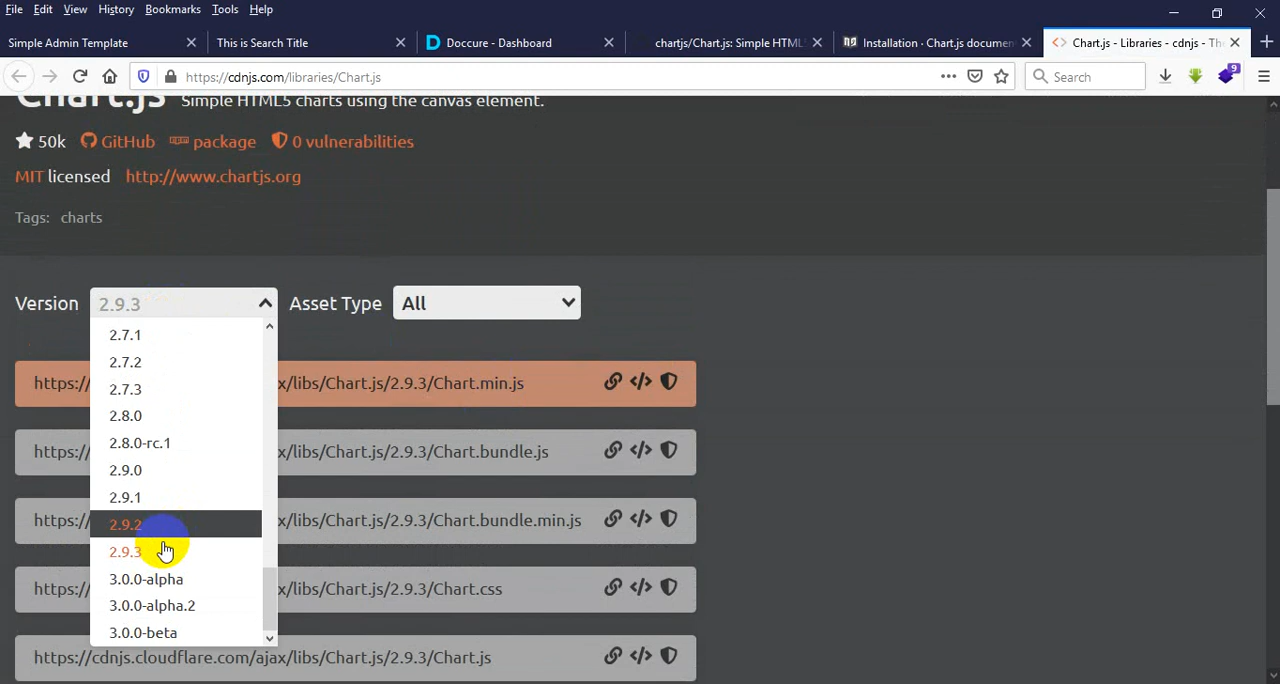 File Edit View History Bookmarks Tools Help
Simple Admin Template
This is Search Title
Doccure - Dashboard
chartjs/Chart.js: Simple HTML
Installation · Chart.js documen
Chart.js - Libraries - cdnjs - Th
https://cdnjs.com/libraries/Chart.js
Search
9
Chart.js Simple HTML5 charts using the canvas element.
50k GitHub package 0 vulnerabilities
MIT licensed http://www.chartjs.org
Tags: charts
Version 2.9.3 Asset Type All
2.7.1
2.7.2
2.7.3
2.8.0
2.8.0-rc.1
2.9.0
2.9.1
2.9.2
2.9.3
3.0.0-alpha
3.0.0-alpha.2
3.0.0-beta
https:// x/libs/Chart.js/2.9.3/Chart.min.js
https:// x/libs/Chart.js/2.9.3/Chart.bundle.js
https:// x/libs/Chart.js/2.9.3/Chart.bundle.min.js
https:// x/libs/Chart.js/2.9.3/Chart.css
https://cdnjs.cloudflare.com/ajax/libs/Chart.js/2.9.3/Chart.js